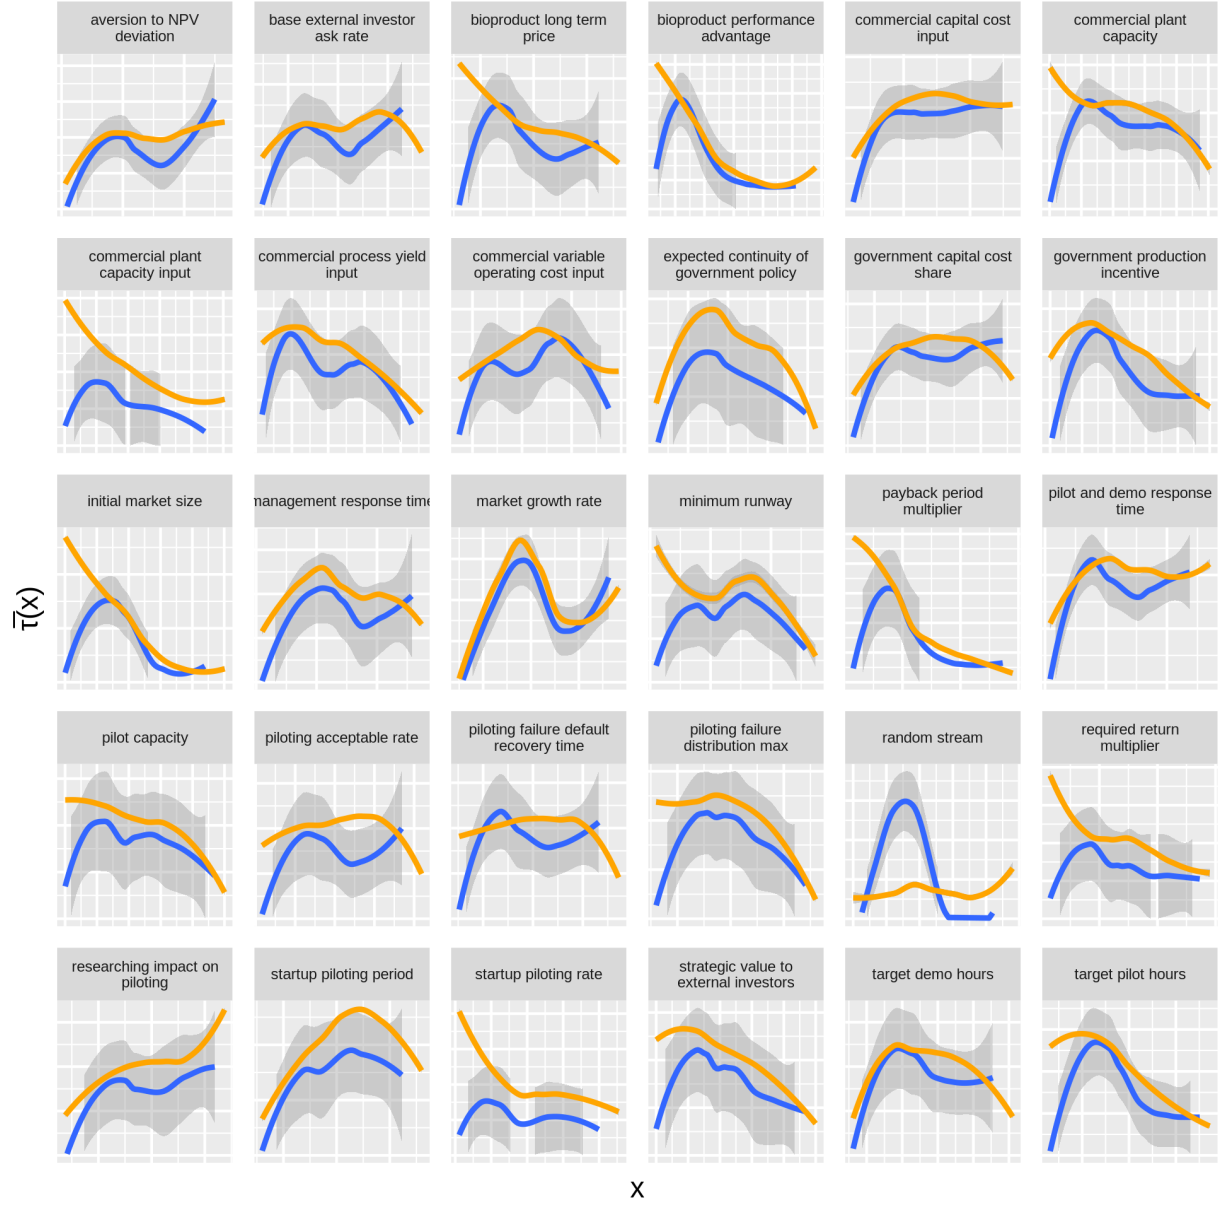 aversion to NPV
deviation
base external investor
ask rate
bioproduct long term
price
bioproduct performance
advantage
commercial capital cost
input
commercial plant
capacity
commercial plant
capacity input
commercial process yield
input
commercial variable
operating cost input
expected continuity of
government policy
government capital cost
share
government production
incentive
initial market size
management response time
market growth rate
minimum runway
payback period
multiplier
pilot and demo response
time
pilot capacity
piloting acceptable rate
piloting failure default
recovery time
piloting failure
distribution max
random stream
required return
multiplier
researching impact on
piloting
startup piloting period
startup piloting rate
strategic value to
external investors
target demo hours
target pilot hours
τ̅(x)
x